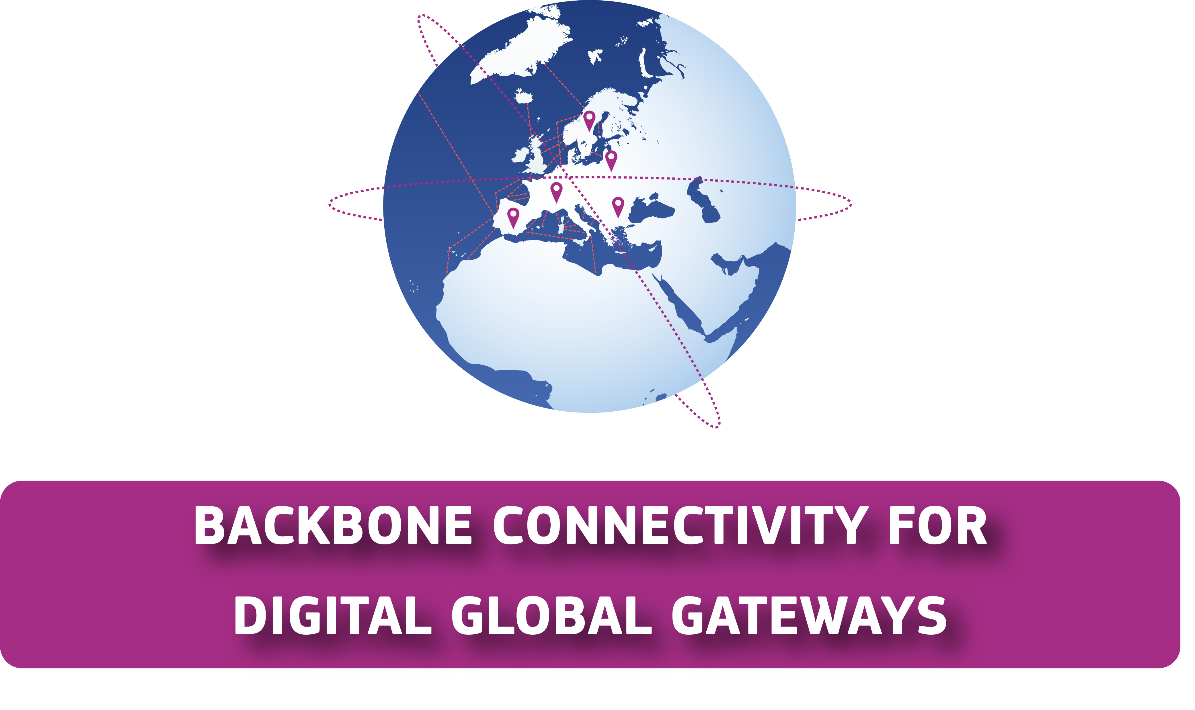 BACKBONE CONNECTIVITY FOR
DIGITAL GLOBAL GATEWAYS